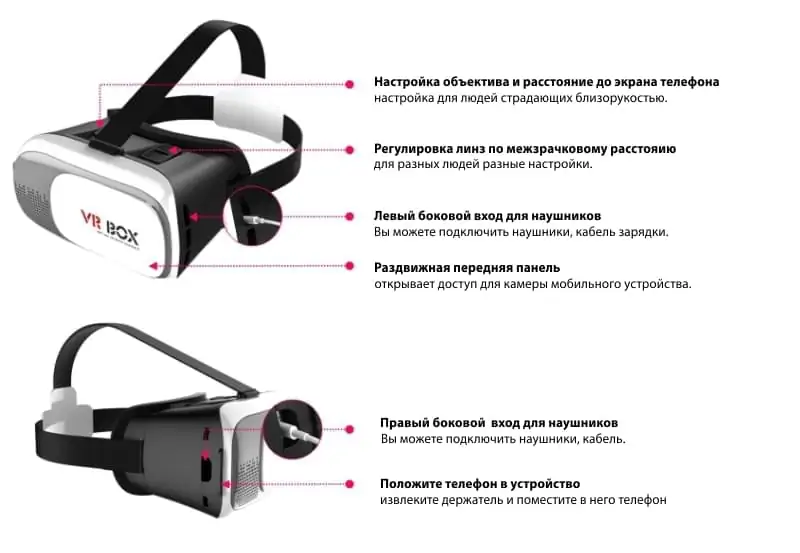 Настройка объектива и расстояние до экрана телефона
настройка для людей страдающих близорукостью.
Регулировка линз по межзрачковому расстояию
для разных людей разные настройки.
Левый боковой вход для наушников
Вы можете подключить наушники, кабель зарядки.
VR BOX
Раздвижная передняя панель
открывает доступ для камеры мобильного устройства.
Правый боковой вход для наушников
Вы можете подключить наушники, кабель.
Положите телефон в устройство
извлеките держатель и поместите в него телефон